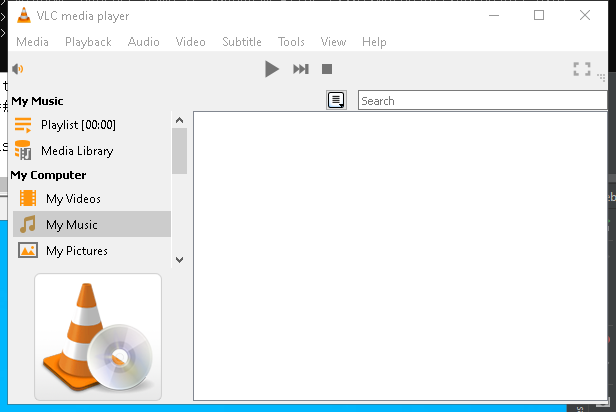 VLC media player
Media Playback Audio Video Subtitle Tools View Help
My Music
Search
Playlist [00:00]
Media Library
My Computer
My Videos
My Music
My Pictures